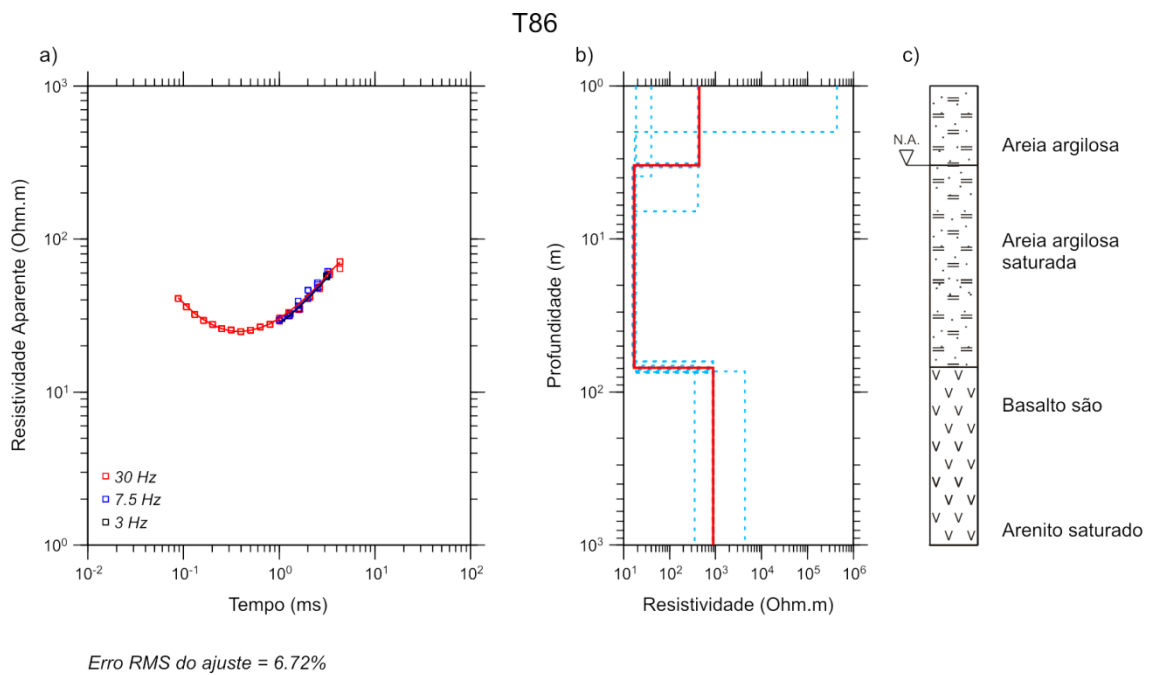 T86
a)
b)
c)
10³
10²
10¹
10⁰
Resistividade Aparente (Ohm.m)
30 Hz
7.5 Hz
3 Hz
10⁻² 10⁻¹ 10⁰ 10¹ 10²
Tempo (ms)
Erro RMS do ajuste = 6.72%
10⁰
10¹
10²
10³
Profundidade (m)
10¹ 10² 10³ 10⁴ 10⁵ 10⁶
Resistividade (Ohm.m)
N.A.
Areia argilosa
Areia argilosa
saturada
Basalto são
Arenito saturado